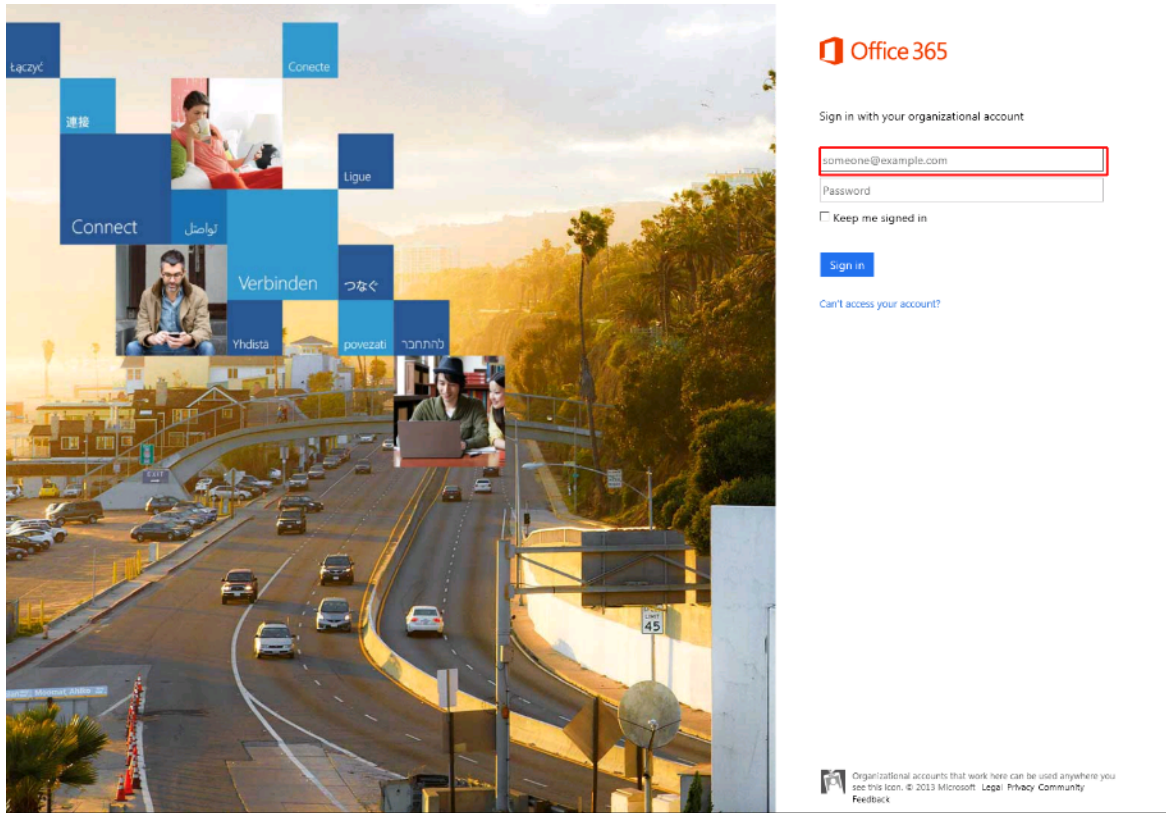 Łączyć
Conecte
連接
Ligue
Connect
تواصل
Verbinden
つなぐ
Yhdistä
povezati
להתחבר
EXIT
LIMIT
45
Office 365
Sign in with your organizational account
someone@example.com
Password
Keep me signed in
Sign in
Can't access your account?
Organizational accounts that work here can be used anywhere you
see this icon. © 2013 Microsoft Legal Privacy Community
Feedback